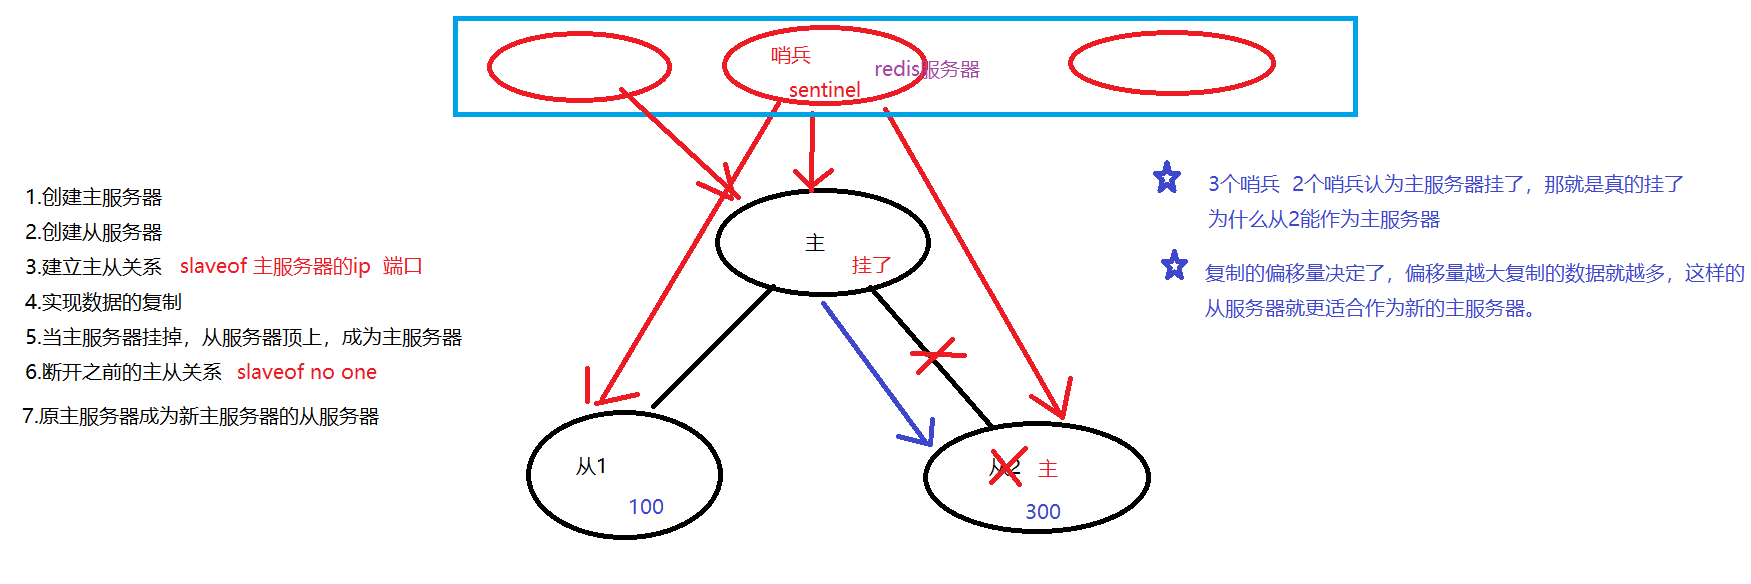 哨兵
redis服务器
sentinel
1.创建主服务器
2.创建从服务器
3.建立主从关系 slaveof 主服务器的ip 端口
4.实现数据的复制
5.当主服务器挂掉，从服务器顶上，成为主服务器
6.断开之前的主从关系 slaveof no one
7.原主服务器成为新主服务器的从服务器
主
挂了
从1
100
从2 主
300
3个哨兵 2个哨兵认为主服务器挂了，那就是真的挂了
为什么从2能作为主服务器
复制的偏移量决定了，偏移量越大复制的数据就越多，这样的
从服务器就更适合作为新的主服务器。